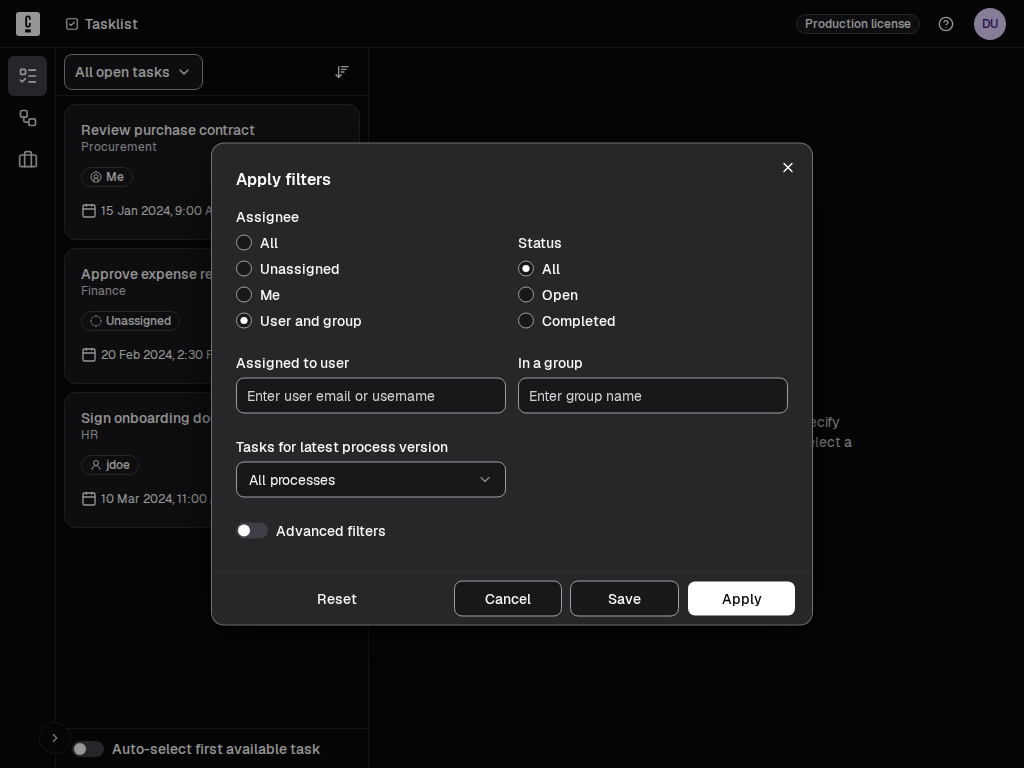 Tasklist
Production license
DU
All open tasks
Review purchase contract
Procurement
Me
15 Jan 2024, 9:00
Approve expense
Finance
Unassigned
20 Feb 2024, 2:30
Sign onboarding
HR
jdoe
10 Mar 2024, 11:00
Apply filters
Assignee
All
Unassigned
Me
User and group
Status
All
Open
Completed
Assigned to user
Enter user email or username
In a group
Enter group name
Tasks for latest process version
All processes
Advanced filters
Reset
Cancel
Save
Apply
a
Auto-select first available task